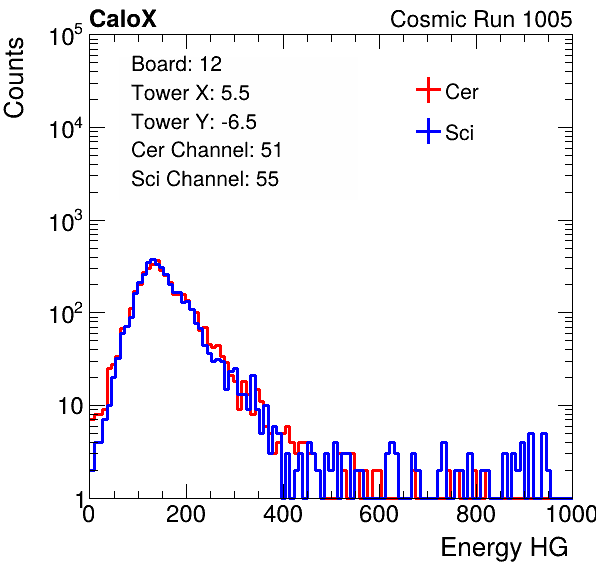 CaloX Cosmic Run 1005
Counts
10^5
10^4
10^3
10^2
10
1
Board: 12
Tower X: 5.5
Tower Y: -6.5
Cer Channel: 51
Sci Channel: 55
Cer
Sci
0 200 400 600 800 1000
Energy HG